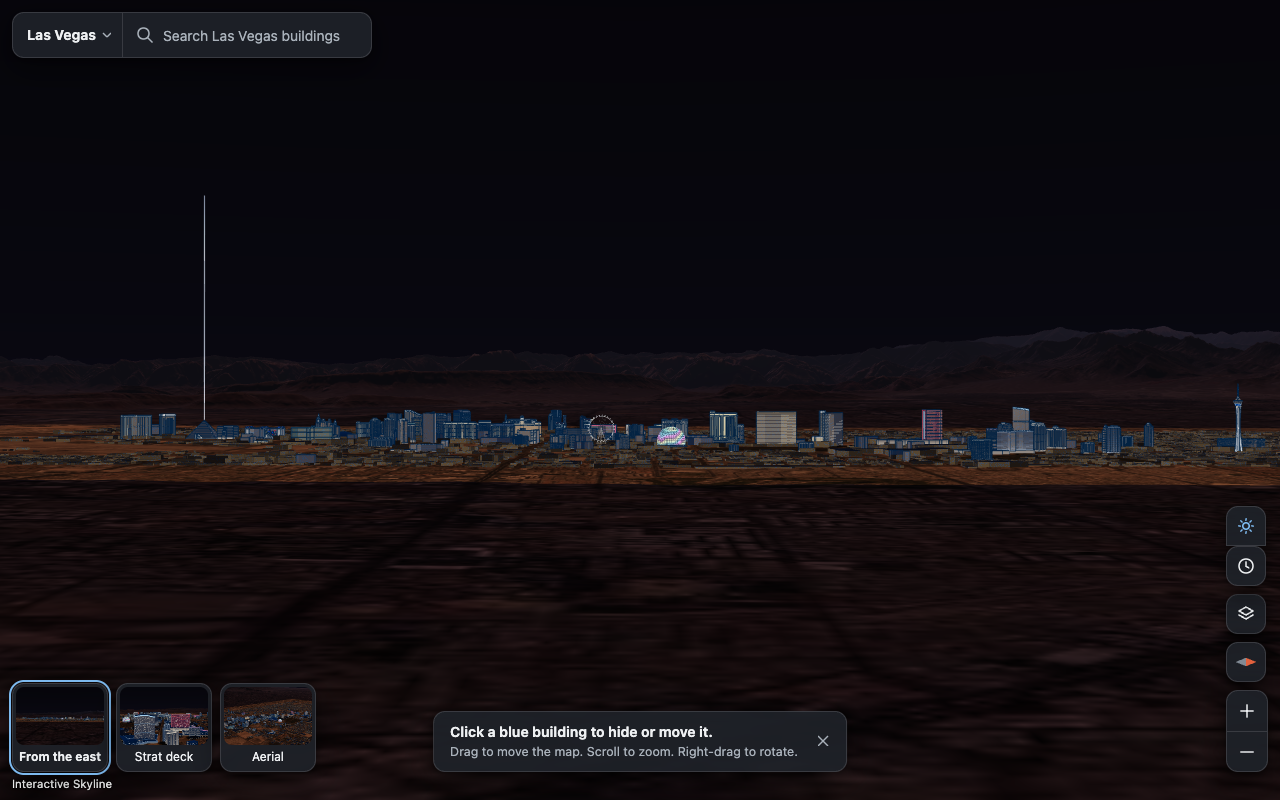 Las Vegas
Search Las Vegas buildings
From the east
Strat deck
Aerial
Interactive Skyline
Click a blue building to hide or move it.
Drag to move the map. Scroll to zoom. Right-drag to rotate.